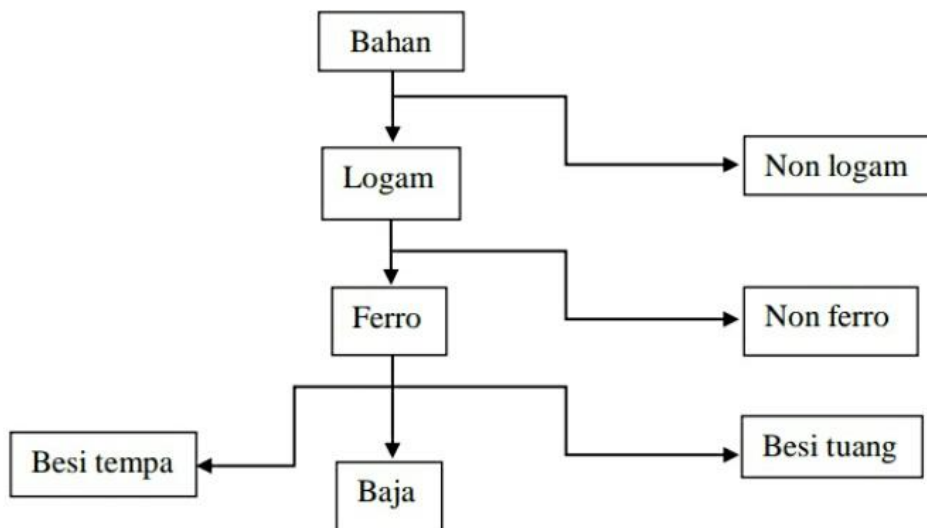 Bahan
Logam
Non logam
Ferro
Non ferro
Besi tempa
Baja
Besi tuang